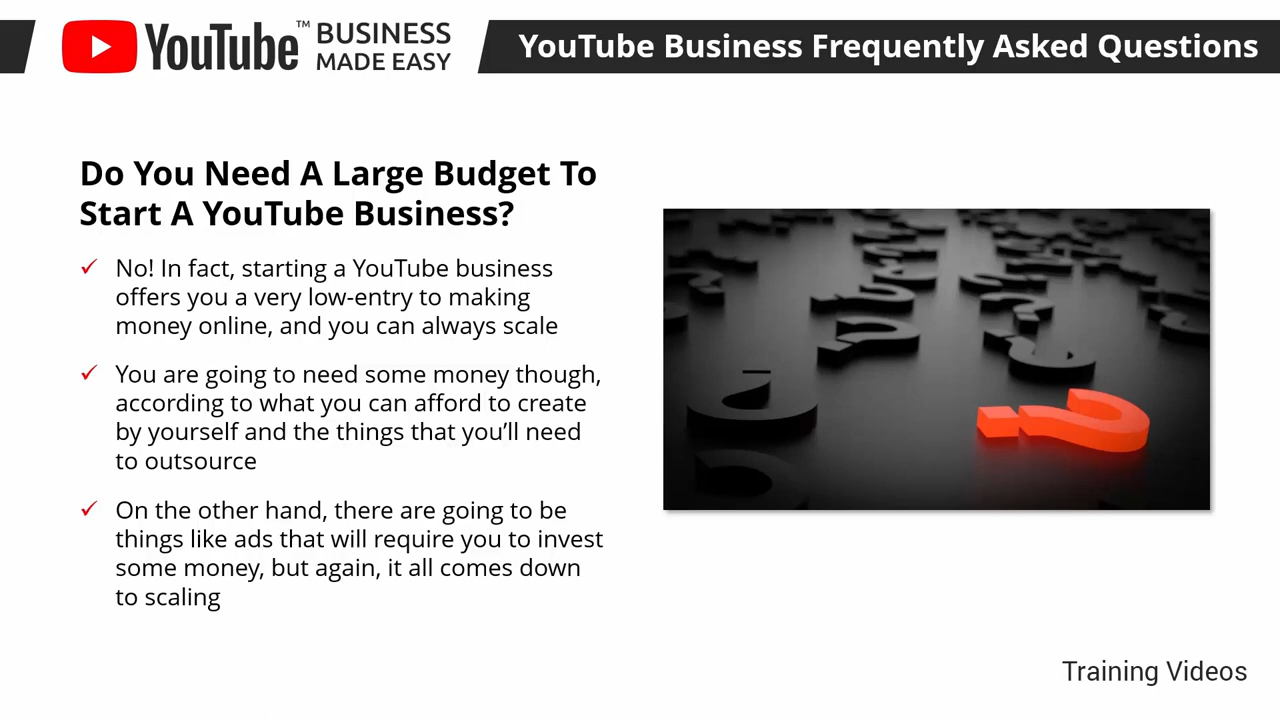 YouTube™ BUSINESS
MADE EASY
YouTube Business Frequently Asked Questions
Do You Need A Large Budget To
Start A YouTube Business?
✓ No! In fact, starting a YouTube business
offers you a very low-entry to making
money online, and you can always scale
✓ You are going to need some money though,
according to what you can afford to create
by yourself and the things that you’ll need
to outsource
✓ On the other hand, there are going to be
things like ads that will require you to invest
some money, but again, it all comes down
to scaling
Training Videos